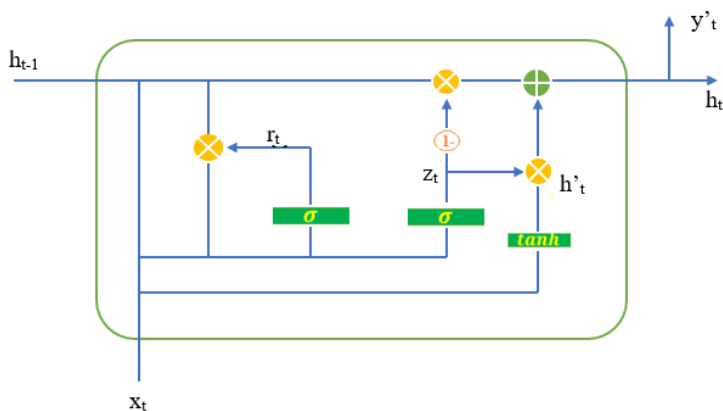 y'ₜ
hₜ₋₁
hₜ
rₜ
1-
zₜ
h'ₜ
σ
σ
tanh
xₜ